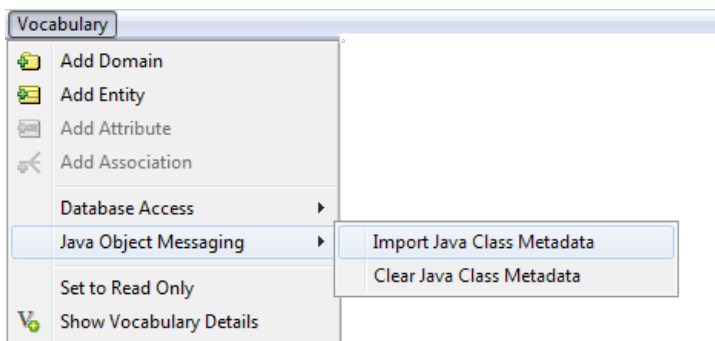 Vocabulary
Add Domain
Add Entity
Add Attribute
Add Association
Database Access
Java Object Messaging
Import Java Class Metadata
Clear Java Class Metadata
Set to Read Only
Show Vocabulary Details